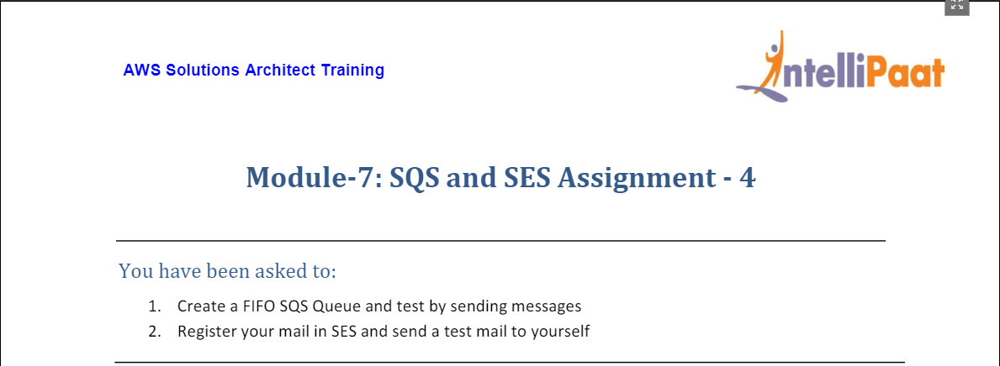 AWS Solutions Architect Training
IntelliPaat
Module-7: SQS and SES Assignment - 4
You have been asked to:
1. Create a FIFO SQS Queue and test by sending messages
2. Register your mail in SES and send a test mail to yourself